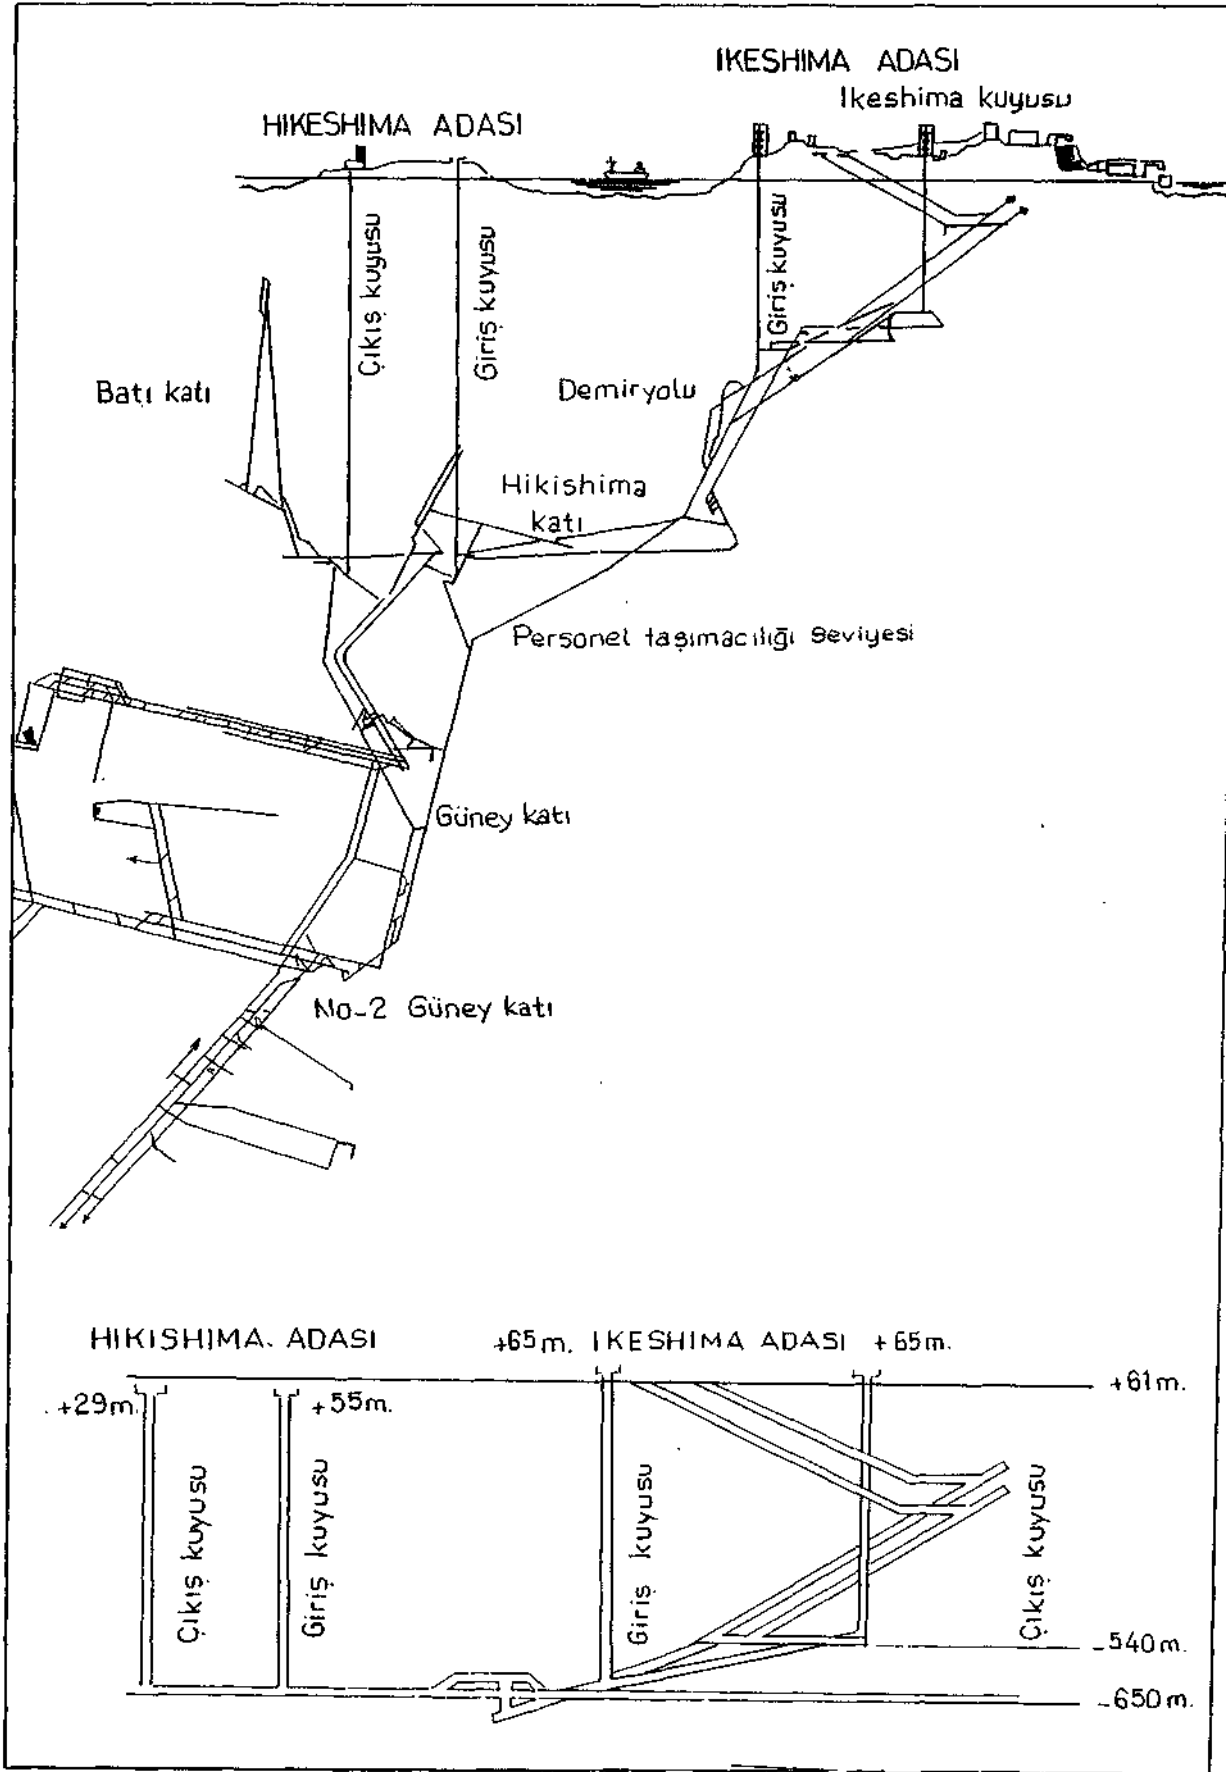 IKESHIMA ADASI
Ikeshima kuyusu
HIKESHIMA ADASI
Çıkış kuyusu
Giriş kuyusu
Giriş kuyusu
Batı katı
Demiryolu
Hikishima
katı
Personel taşımacılığı seviyesi
Güney katı
No-2 Güney katı
HIKISHIMA. ADASI
+65m. IKESHIMA ADASI +65m.
+61m.
+29m.
+55m.
Çıkış kuyusu
Giriş kuyusu
Giriş kuyusu
Çıkış kuyusu
-540m.
-650m.